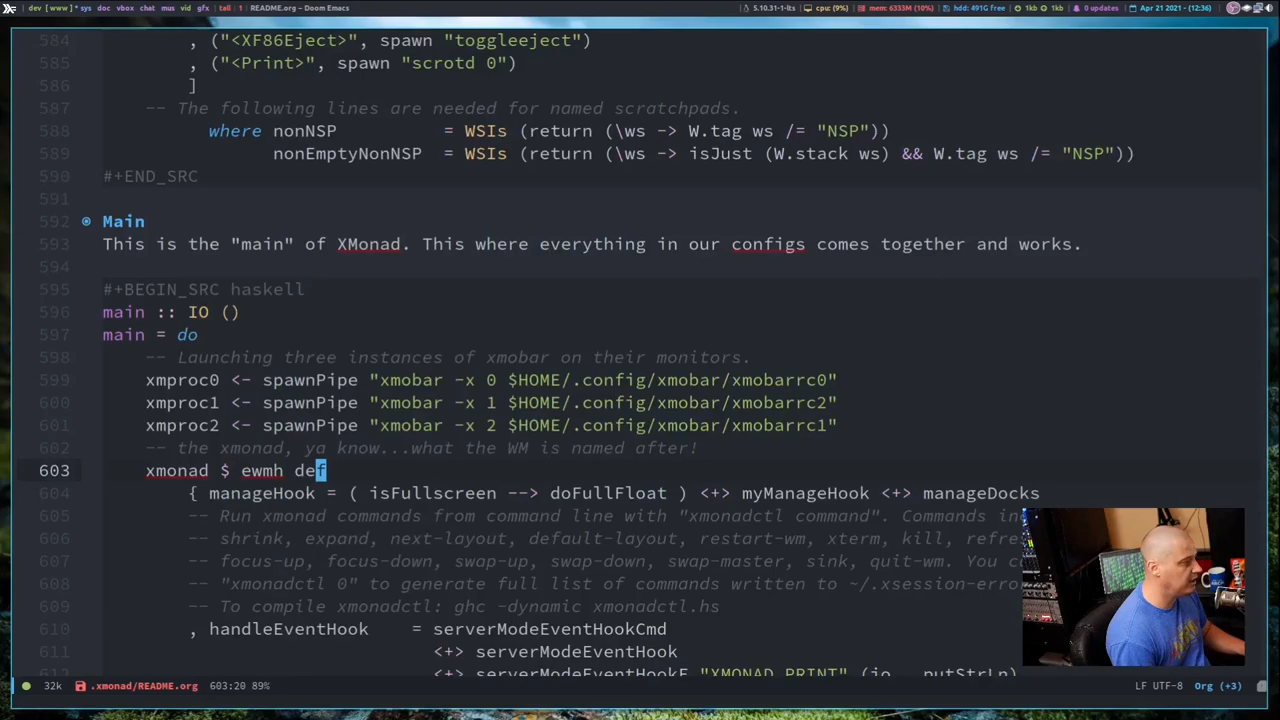 dev [ www ]* sys doc vbox chat mus vid gfx | tall | 1 | README.org – Doom Emacs
5.10.31-1-lts cpu: (9%) mem: 6333M (10%) hdd: 491G free 1kb 1kb 0 updates Apr 21 2021 - (12:36)
584 , ("<XF86Eject>", spawn "toggleeject")
585 , ("<Print>", spawn "scrotd 0")
586 ]
587 -- The following lines are needed for named scratchpads.
588 where nonNSP = WSIs (return (\ws -> W.tag ws /= "NSP"))
589 nonEmptyNonNSP = WSIs (return (\ws -> isJust (W.stack ws) && W.tag ws /= "NSP"))
590 #+END_SRC
591
592 Main
593 This is the "main" of XMonad. This where everything in our configs comes together and works.
594
595 #+BEGIN_SRC haskell
596 main :: IO ()
597 main = do
598 -- Launching three instances of xmobar on their monitors.
599 xmproc0 <- spawnPipe "xmobar -x 0 $HOME/.config/xmobar/xmobarrc0"
600 xmproc1 <- spawnPipe "xmobar -x 1 $HOME/.config/xmobar/xmobarrc2"
601 xmproc2 <- spawnPipe "xmobar -x 2 $HOME/.config/xmobar/xmobarrc1"
602 -- the xmonad, ya know...what the WM is named after!
603 xmonad $ ewmh def
604 { manageHook = ( isFullscreen --> doFullFloat ) <+> myManageHook <+> manageDocks
605 -- Run xmonad commands from command line with "xmonadctl command". Commands in
606 -- shrink, expand, next-layout, default-layout, restart-wm, xterm, kill, refre
607 -- focus-up, focus-down, swap-up, swap-down, swap-master, sink, quit-wm. You c
608 -- "xmonadctl 0" to generate full list of commands written to ~/.xsession-erro
609 -- To compile xmonadctl: ghc -dynamic xmonadctl.hs
610 , handleEventHook = serverModeEventHookCmd
611 <+> serverModeEventHook
612 <+> serverModeEventHookF "XMONAD_PRINT" (io . putStrLn)
32k .xmonad/README.org 603:20 89% LF UTF-8 Org (+3)